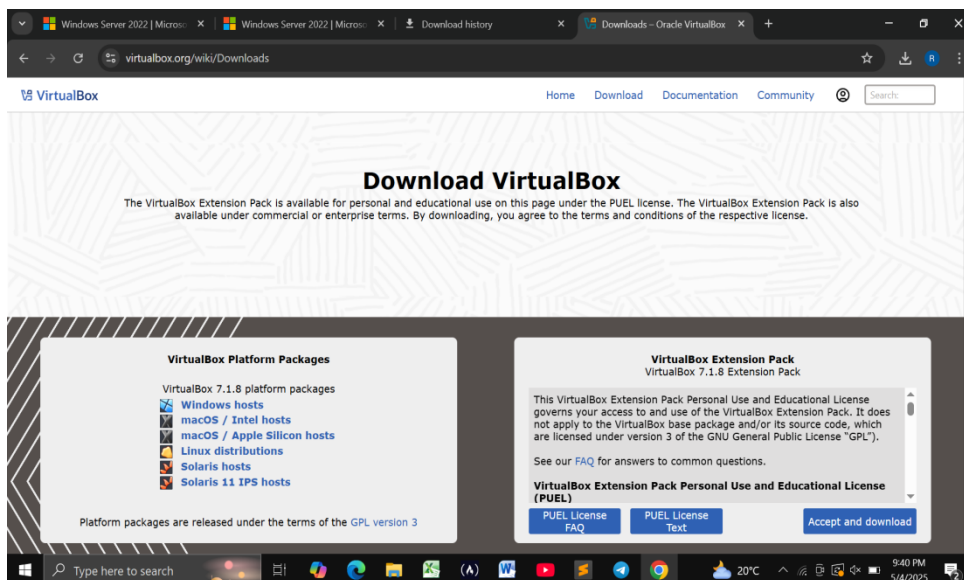 Windows Server 2022 | Microso
Windows Server 2022 | Microso
Download history
Downloads – Oracle VirtualBox
virtualbox.org/wiki/Downloads
R
VirtualBox
Home Download Documentation Community Search:
Download VirtualBox
The VirtualBox Extension Pack is available for personal and educational use on this page under the PUEL license. The VirtualBox Extension Pack is also
available under commercial or enterprise terms. By downloading, you agree to the terms and conditions of the respective license.
VirtualBox Platform Packages
VirtualBox 7.1.8 platform packages
Windows hosts
macOS / Intel hosts
macOS / Apple Silicon hosts
Linux distributions
Solaris hosts
Solaris 11 IPS hosts
Platform packages are released under the terms of the GPL version 3
VirtualBox Extension Pack
VirtualBox 7.1.8 Extension Pack
This VirtualBox Extension Pack Personal Use and Educational License
governs your access to and use of the VirtualBox Extension Pack. It does
not apply to the VirtualBox base package and/or its source code, which
are licensed under version 3 of the GNU General Public License “GPL”).
See our FAQ for answers to common questions.
VirtualBox Extension Pack Personal Use and Educational License
(PUEL)
PUEL License
FAQ
PUEL License
Text
Accept and download
Type here to search
20°C
9:40 PM
5/4/2025
2